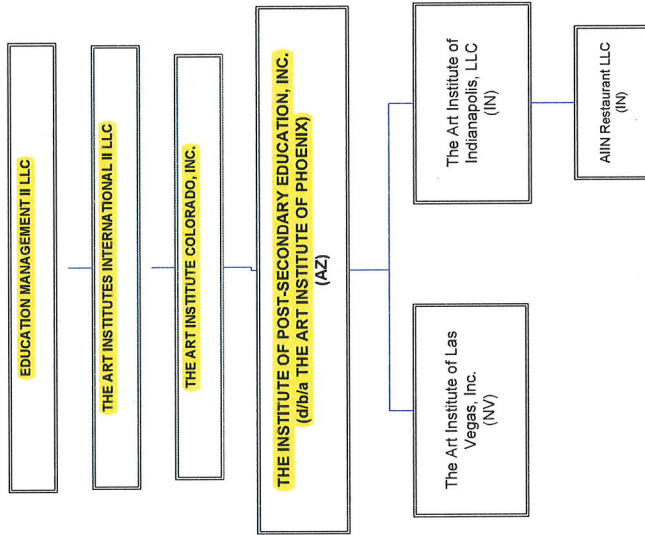 EDUCATION MANAGEMENT II LLC
THE ART INSTITUTES INTERNATIONAL II LLC
THE ART INSTITUTE COLORADO, INC.
THE INSTITUTE OF POST-SECONDARY EDUCATION, INC.
(d/b/a THE ART INSTITUTE OF PHOENIX)
(AZ)
The Art Institute of Las
Vegas, Inc.
(NV)
The Art Institute of
Indianapolis, LLC
(IN)
AIIN Restaurant LLC
(IN)